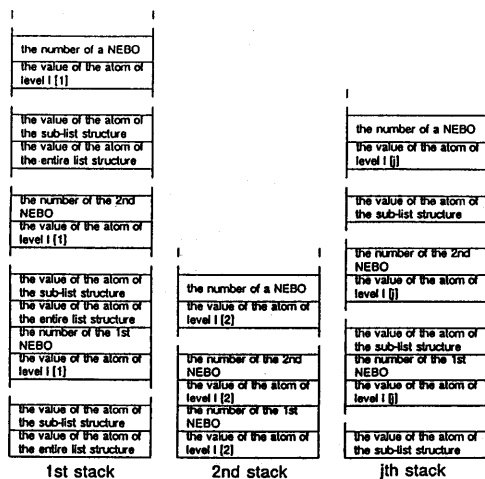 the number of a NEBO
the value of the atom of
level l [1]
the value of the atom of
the sub-list structure
the value of the atom of
the entire list structure
the number of the 2nd
NEBO
the value of the atom of
level l [1]
the value of the atom of
the sub-list structure
the value of the atom of
the entire list structure
the number of the 1st
NEBO
the value of the atom of
level l [1]
the value of the atom of
the sub-list structure
the value of the atom of
the entire list structure
1st stack
the number of a NEBO
the value of the atom of
level l [2]
the number of the 2nd
NEBO
the value of the atom of
level l [2]
the number of the 1st
NEBO
the value of the atom of
level l [2]
2nd stack
the number of a NEBO
the value of the atom of
level l [j]
the value of the atom of
the sub-list structure
the number of the 2nd
NEBO
the value of the atom of
level l [j]
the value of the atom of
the sub-list structure
the number of the 1st
NEBO
the value of the atom of
level l [j]
the value of the atom of
the sub-list structure
jth stack